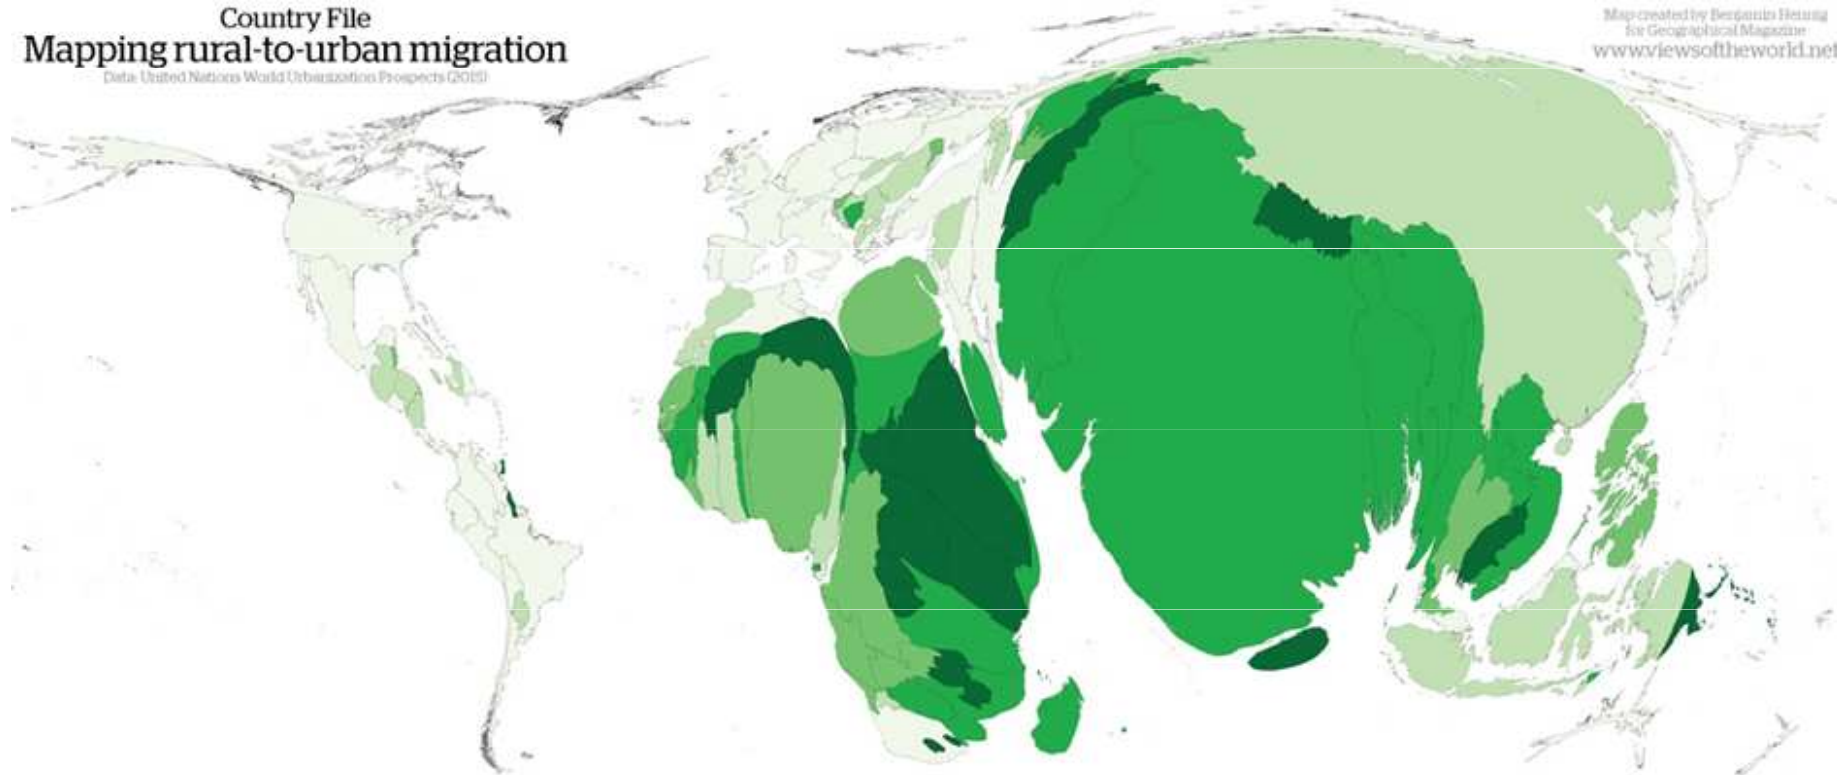 Country File
Mapping rural-to-urban migration
Data: United Nations World Urbanization Prospects (2015)
Map created by Benjamin Hennig
for Geographical Magazine
www.viewsoftheworld.net